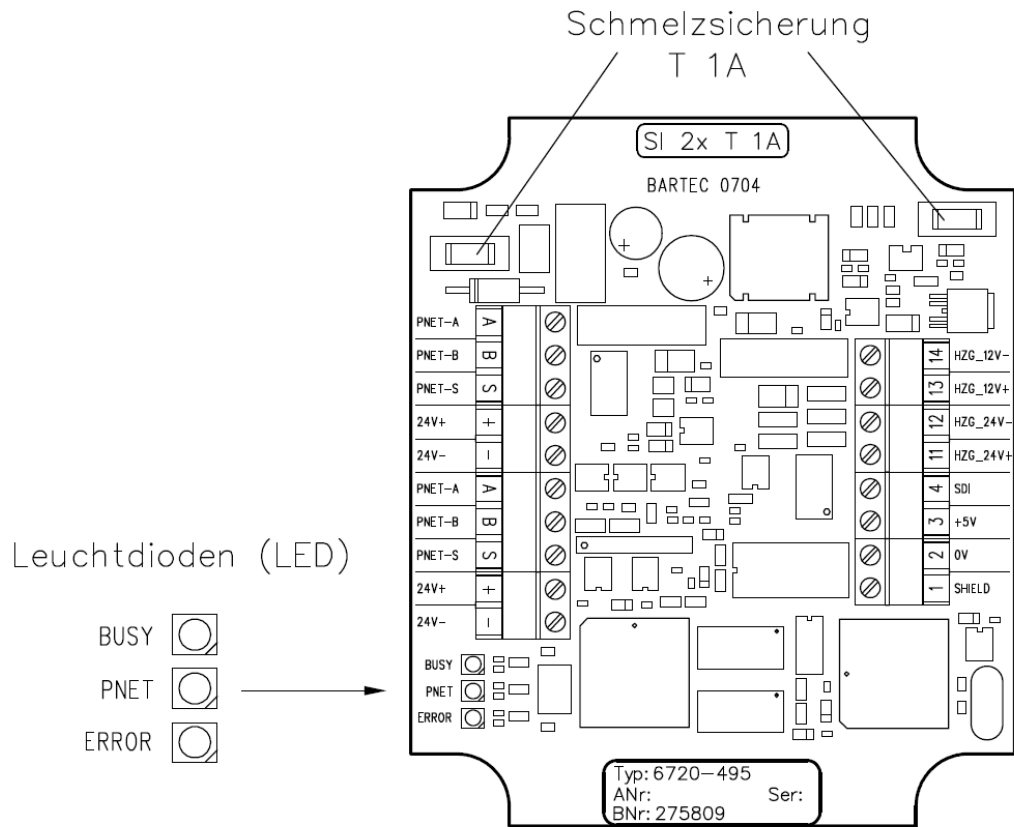 Schmelzsicherung
T 1A
SI 2x T 1A
BARTEC 0704
PNET-A A
PNET-B B
PNET-S S
24V+ +
24V- -
PNET-A A
PNET-B B
PNET-S S
24V+ +
24V- -
14 HZG_12V-
13 HZG_12V+
12 HZG_24V-
11 HZG_24V+
4 SDI
3 +5V
2 0V
1 SHIELD
Leuchtdioden (LED)
BUSY
PNET
ERROR
BUSY
PNET
ERROR
Typ: 6720-495
ANr: Ser:
BNr: 275809